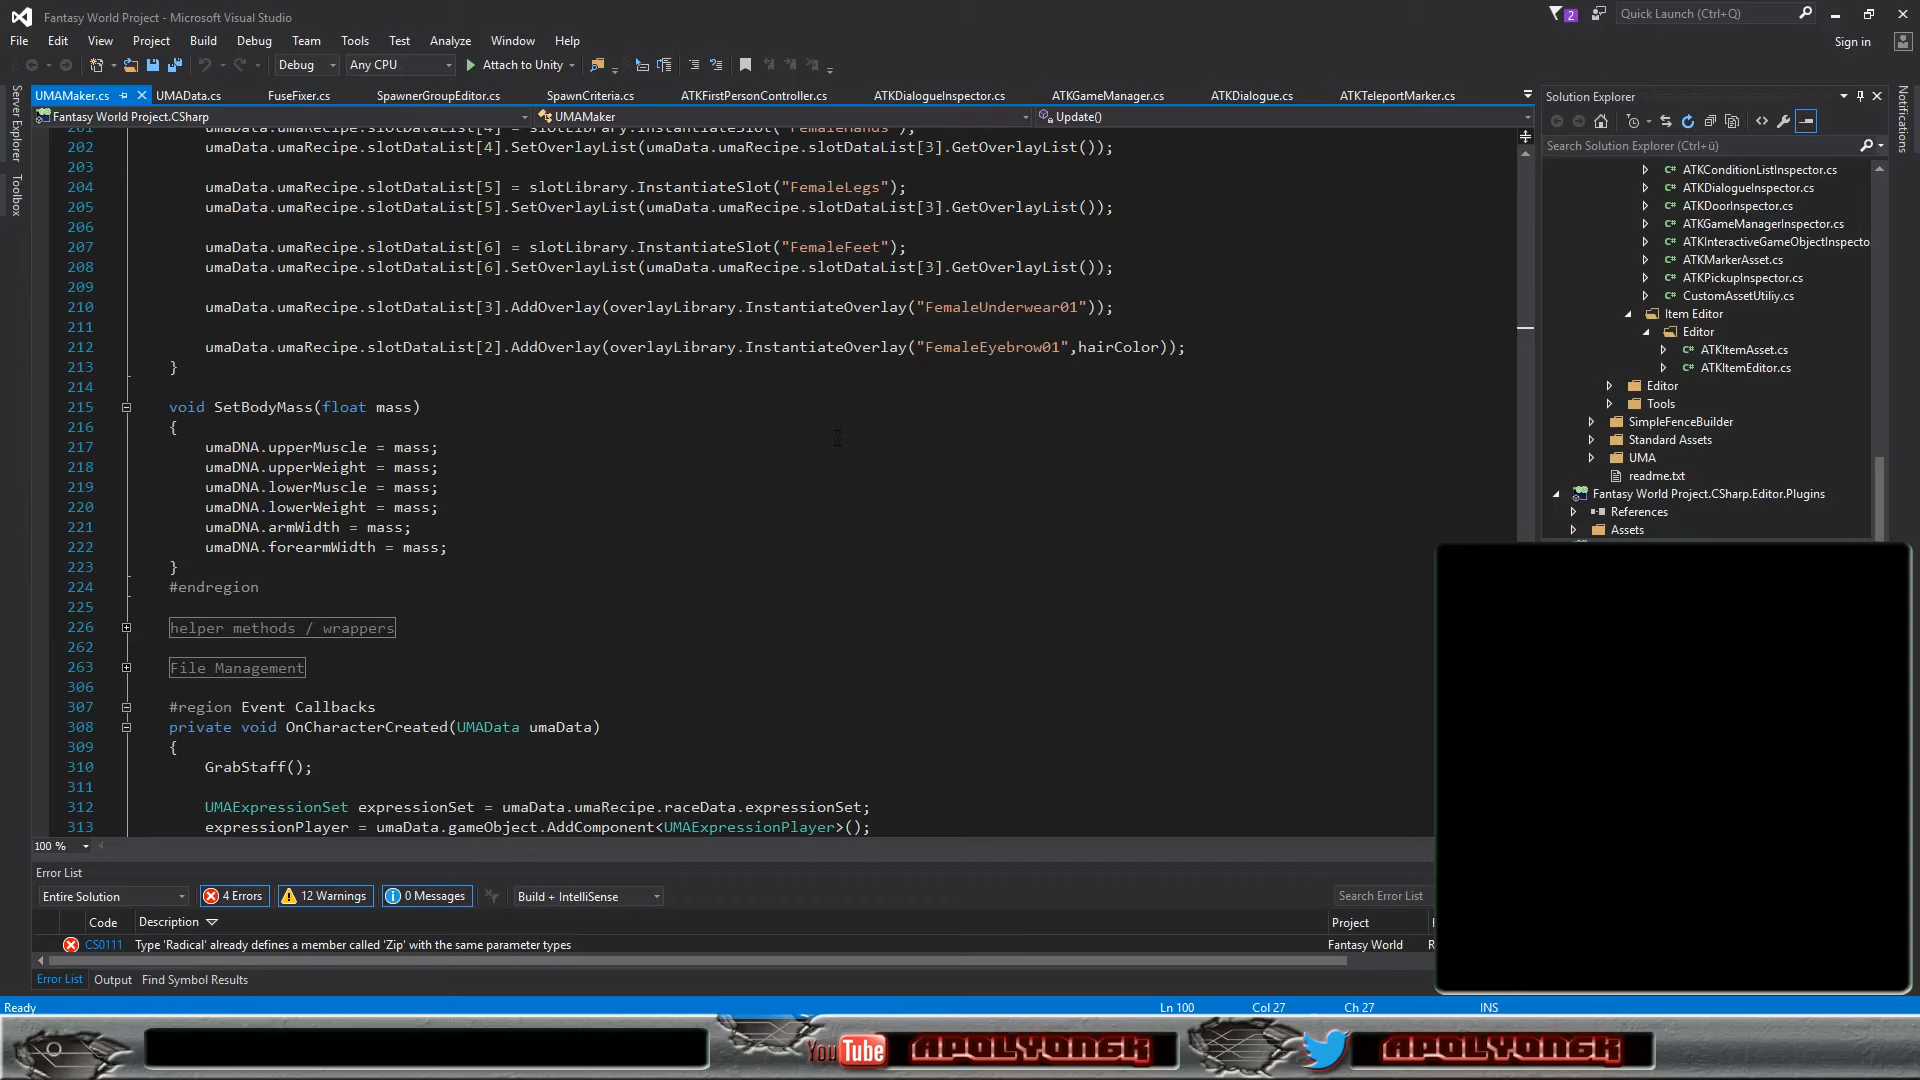 Fantasy World Project - Microsoft Visual Studio
2
Quick Launch (Ctrl+Q)
File Edit View Project Build Debug Team Tools Test Analyze Window Help
Sign in
Debug Any CPU Attach to Unity
UMAMaker.cs UMAData.cs FuseFixer.cs SpawnerGroupEditor.cs SpawnCriteria.cs ATKFirstPersonController.cs ATKDialogueInspector.cs ATKGameManager.cs ATKDialogue.cs ATKTeleportMarker.cs
Fantasy World Project.CSharp UMAMaker Update()
Server Explorer
Toolbox
201 umaData.umaRecipe.slotDataList[4] = slotLibrary.InstantiateSlot("FemaleHands");
202 umaData.umaRecipe.slotDataList[4].SetOverlayList(umaData.umaRecipe.slotDataList[3].GetOverlayList());
203
204 umaData.umaRecipe.slotDataList[5] = slotLibrary.InstantiateSlot("FemaleLegs");
205 umaData.umaRecipe.slotDataList[5].SetOverlayList(umaData.umaRecipe.slotDataList[3].GetOverlayList());
206
207 umaData.umaRecipe.slotDataList[6] = slotLibrary.InstantiateSlot("FemaleFeet");
208 umaData.umaRecipe.slotDataList[6].SetOverlayList(umaData.umaRecipe.slotDataList[3].GetOverlayList());
209
210 umaData.umaRecipe.slotDataList[3].AddOverlay(overlayLibrary.InstantiateOverlay("FemaleUnderwear01"));
211
212 umaData.umaRecipe.slotDataList[2].AddOverlay(overlayLibrary.InstantiateOverlay("FemaleEyebrow01",hairColor));
213 }
214
215 void SetBodyMass(float mass)
216 {
217 umaDNA.upperMuscle = mass;
218 umaDNA.upperWeight = mass;
219 umaDNA.lowerMuscle = mass;
220 umaDNA.lowerWeight = mass;
221 umaDNA.armWidth = mass;
222 umaDNA.forearmWidth = mass;
223 }
224 #endregion
225
226 helper methods / wrappers
262
263 File Management
306
307 #region Event Callbacks
308 private void OnCharacterCreated(UMAData umaData)
309 {
310 GrabStaff();
311
312 UMAExpressionSet expressionSet = umaData.umaRecipe.raceData.expressionSet;
313 expressionPlayer = umaData.gameObject.AddComponent<UMAExpressionPlayer>();
100 %
Solution Explorer
Search Solution Explorer (Ctrl+ü)
ATKConditionListInspector.cs
ATKDialogueInspector.cs
ATKDoorInspector.cs
ATKGameManagerInspector.cs
ATKInteractiveGameObjectInspecto
ATKMarkerAsset.cs
ATKPickupInspector.cs
CustomAssetUtiliy.cs
Item Editor
Editor
ATKItemAsset.cs
ATKItemEditor.cs
Editor
Tools
SimpleFenceBuilder
Standard Assets
UMA
readme.txt
Fantasy World Project.CSharp.Editor.Plugins
References
Assets
Notifications
Error List
Entire Solution 4 Errors 12 Warnings 0 Messages Build + IntelliSense Search Error List
Code Description Project
CS0111 Type 'Radical' already defines a member called 'Zip' with the same parameter types Fantasy World R
Error List Output Find Symbol Results
Ready Ln 100 Col 27 Ch 27 INS
YouTube APOLYONGK APOLYONGK